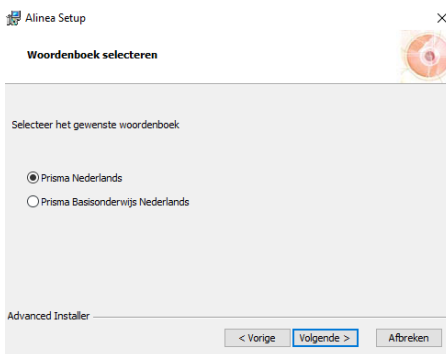 Alinea Setup
Woordenboek selecteren
Selecteer het gewenste woordenboek
Prisma Nederlands
Prisma Basisonderwijs Nederlands
Advanced Installer
< Vorige Volgende > Afbreken